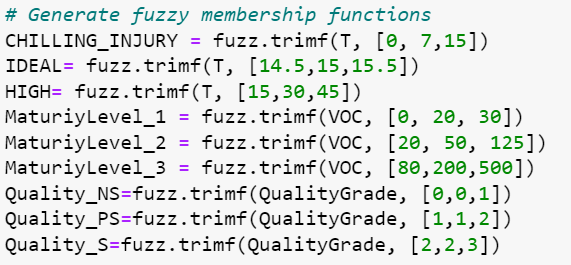 # Generate fuzzy membership functions
CHILLING_INJURY = fuzz.trimf(T, [0, 7,15])
IDEAL= fuzz.trimf(T, [14.5,15,15.5])
HIGH= fuzz.trimf(T, [15,30,45])
MaturiyLevel_1 = fuzz.trimf(VOC, [0, 20, 30])
MaturiyLevel_2 = fuzz.trimf(VOC, [20, 50, 125])
MaturiyLevel_3 = fuzz.trimf(VOC, [80,200,500])
Quality_NS=fuzz.trimf(QualityGrade, [0,0,1])
Quality_PS=fuzz.trimf(QualityGrade, [1,1,2])
Quality_S=fuzz.trimf(QualityGrade, [2,2,3])